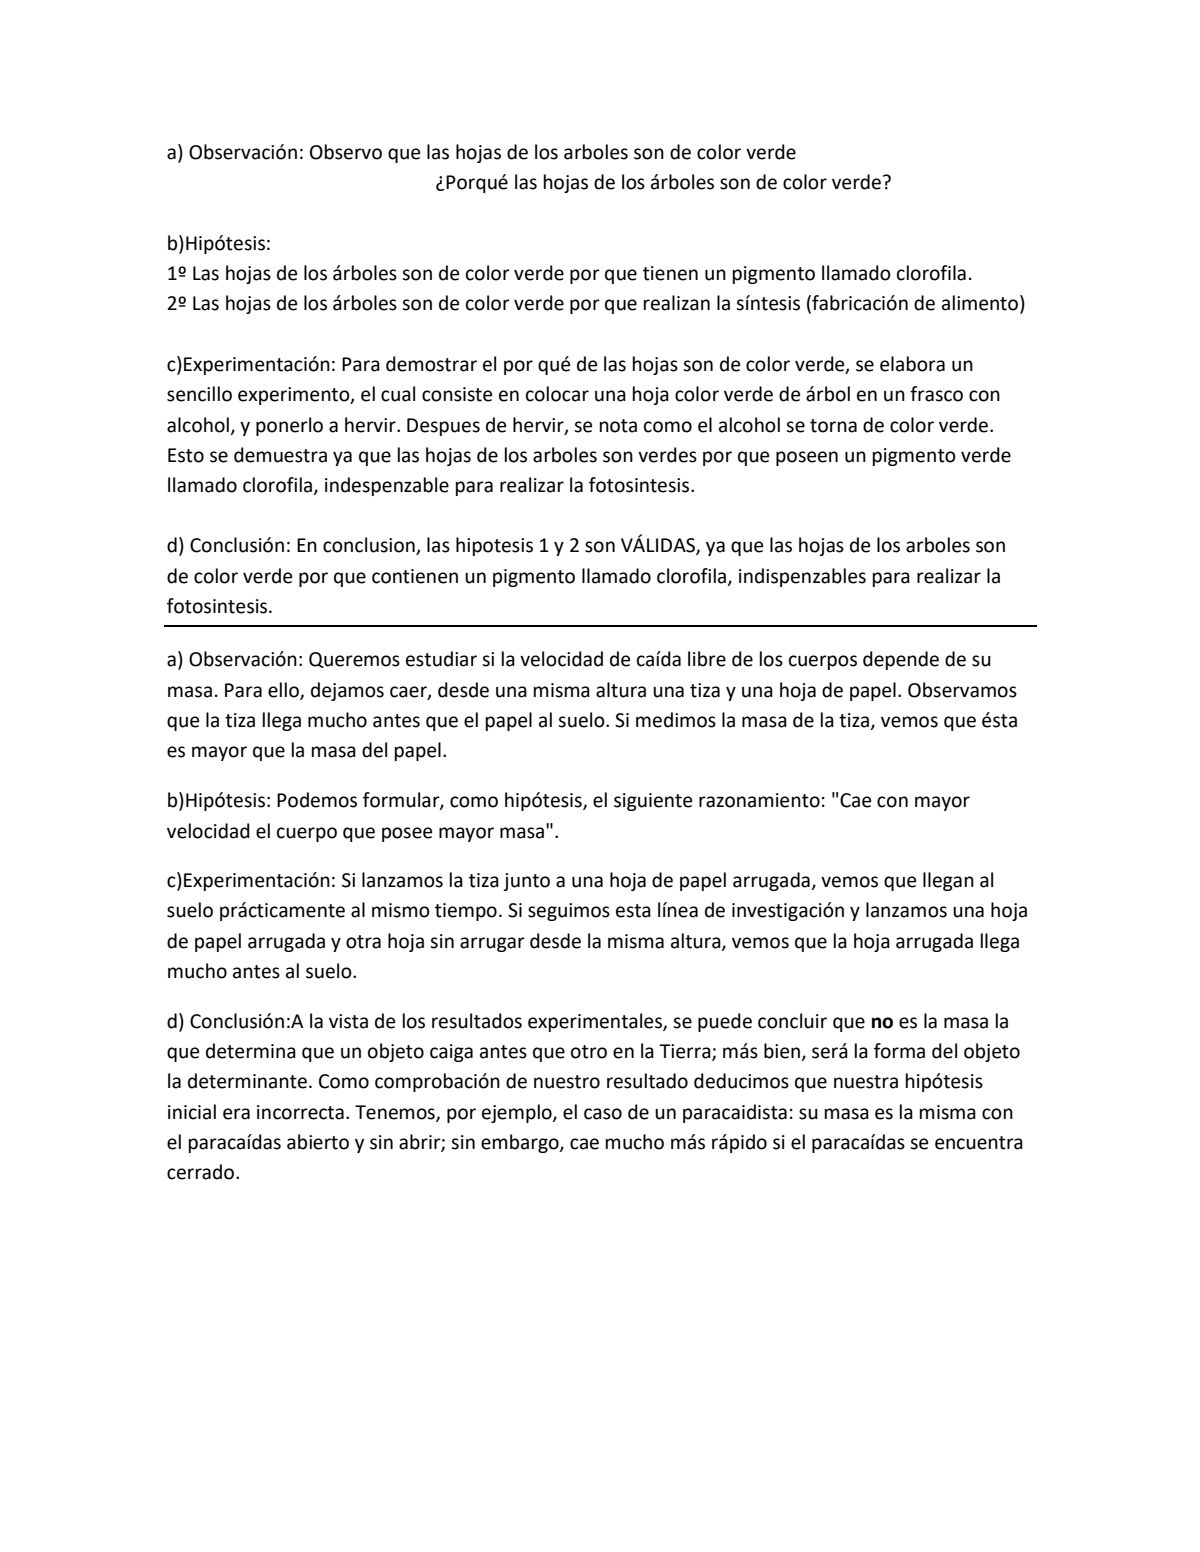 a) Observación: Observo que las hojas de los arboles son de color verde
¿Porqué las hojas de los árboles son de color verde?
b)Hipótesis:
1º Las hojas de los árboles son de color verde por que tienen un pigmento llamado clorofila.
2º Las hojas de los árboles son de color verde por que realizan la síntesis (fabricación de alimento)
c)Experimentación: Para demostrar el por qué de las hojas son de color verde, se elabora un
sencillo experimento, el cual consiste en colocar una hoja color verde de árbol en un frasco con
alcohol, y ponerlo a hervir. Despues de hervir, se nota como el alcohol se torna de color verde.
Esto se demuestra ya que las hojas de los arboles son verdes por que poseen un pigmento verde
llamado clorofila, indespenzable para realizar la fotosintesis.
d) Conclusión: En conclusion, las hipotesis 1 y 2 son VÁLIDAS, ya que las hojas de los arboles son
de color verde por que contienen un pigmento llamado clorofila, indispenzables para realizar la
fotosintesis.
a) Observación: Queremos estudiar si la velocidad de caída libre de los cuerpos depende de su
masa. Para ello, dejamos caer, desde una misma altura una tiza y una hoja de papel. Observamos
que la tiza llega mucho antes que el papel al suelo. Si medimos la masa de la tiza, vemos que ésta
es mayor que la masa del papel.
b)Hipótesis: Podemos formular, como hipótesis, el siguiente razonamiento: "Cae con mayor
velocidad el cuerpo que posee mayor masa".
c)Experimentación: Si lanzamos la tiza junto a una hoja de papel arrugada, vemos que llegan al
suelo prácticamente al mismo tiempo. Si seguimos esta línea de investigación y lanzamos una hoja
de papel arrugada y otra hoja sin arrugar desde la misma altura, vemos que la hoja arrugada llega
mucho antes al suelo.
d) Conclusión:A la vista de los resultados experimentales, se puede concluir que no es la masa la
que determina que un objeto caiga antes que otro en la Tierra; más bien, será la forma del objeto
la determinante. Como comprobación de nuestro resultado deducimos que nuestra hipótesis
inicial era incorrecta. Tenemos, por ejemplo, el caso de un paracaidista: su masa es la misma con
el paracaídas abierto y sin abrir; sin embargo, cae mucho más rápido si el paracaídas se encuentra
cerrado.